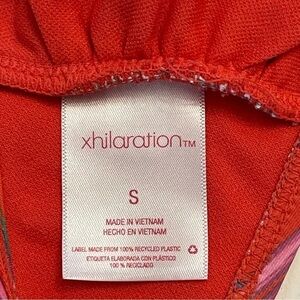 xhilaration™
S
MADE IN VIETNAM
HECHO EN VIETNAM
LABEL MADE FROM 100% RECYCLED PLASTIC
ETIQUETA ELABORADA CON PLÁSTICO
100 % RECICLADO